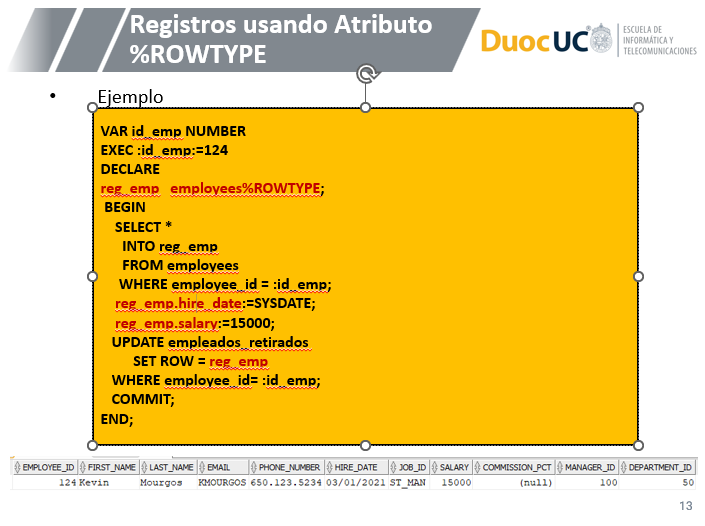 Registros usando Atributo
%ROWTYPE
DuocUC
ESCUELA DE
INFORMÁTICA Y
TELECOMUNICACIONES
• Ejemplo
VAR id_emp NUMBER
EXEC :id_emp:=124
DECLARE
reg_emp employees%ROWTYPE;
BEGIN
SELECT *
INTO reg_emp
FROM employees
WHERE employee_id = :id_emp;
reg_emp.hire_date:=SYSDATE;
reg_emp.salary:=15000;
UPDATE empleados_retirados
SET ROW = reg_emp
WHERE employee_id= :id_emp;
COMMIT;
END;
EMPLOYEE_ID FIRST_NAME LAST_NAME EMAIL PHONE_NUMBER HIRE_DATE JOB_ID SALARY COMMISSION_PCT MANAGER_ID DEPARTMENT_ID
124 Kevin Mourgos KMOURGOS 650.123.5234 03/01/2021 ST_MAN 15000 (null) 100 50
13